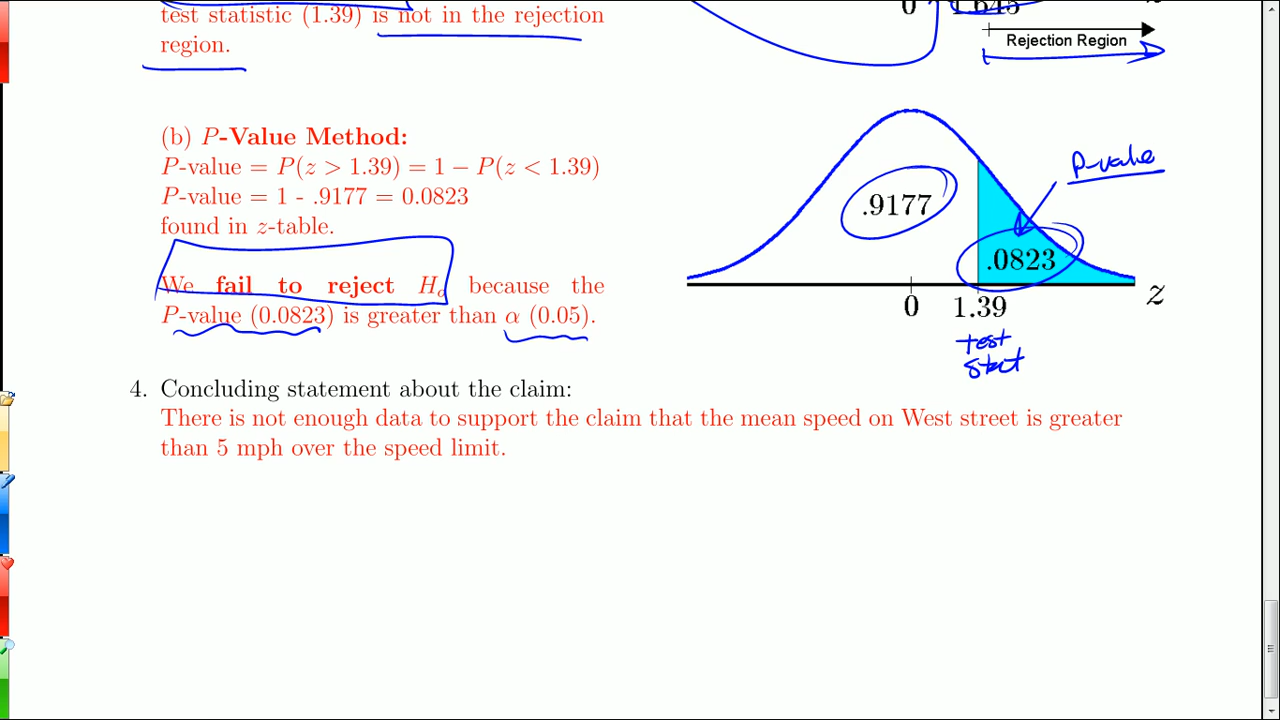 test statistic (1.39) is not in the rejection
region.
0 1.645
Rejection Region
(b) P-Value Method:
P-value = P(z > 1.39) = 1 − P(z < 1.39)
P-value = 1 - .9177 = 0.0823
found in z-table.
We fail to reject Hₒ because the
P-value (0.0823) is greater than α (0.05).
P-value
.9177
.0823
0 1.39
z
test
stat
4. Concluding statement about the claim:
There is not enough data to support the claim that the mean speed on West street is greater
than 5 mph over the speed limit.